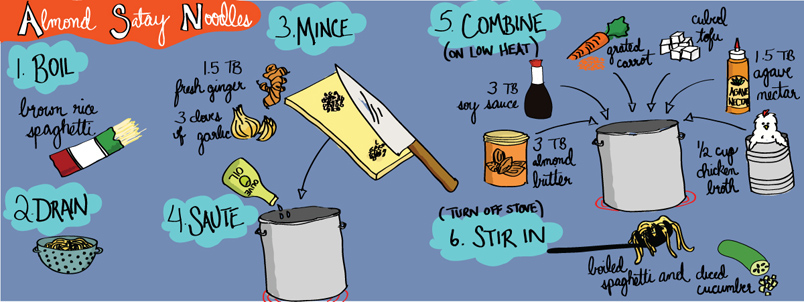 Almond Satay Noodles
1. BOIL
brown rice
spaghetti
2. DRAIN
3. MINCE
1.5 TB
fresh ginger
3 cloves
of
garlic
4. SAUTE
OLIVE
OIL
5. COMBINE
(ON LOW HEAT)
3 TB
soy sauce
grated
carrot
cubed
tofu
1.5 TB
agave
nectar
AGAVE
NECTAR
3 TB
almond
butter
1/2 cup
chicken
broth
(TURN OFF STOVE)
6. STIR IN
boiled
spaghetti and diced
cucumber